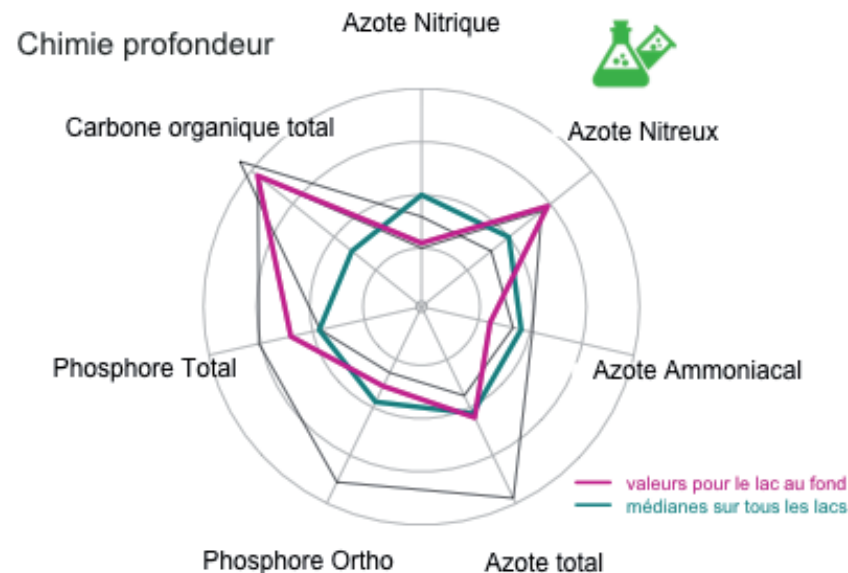 Azote Nitrique
Chimie profondeur
Carbone organique total
Azote Nitreux
Phosphore Total
Azote Ammoniacal
valeurs pour le lac au fond
médianes sur tous les lacs
Phosphore Ortho
Azote total